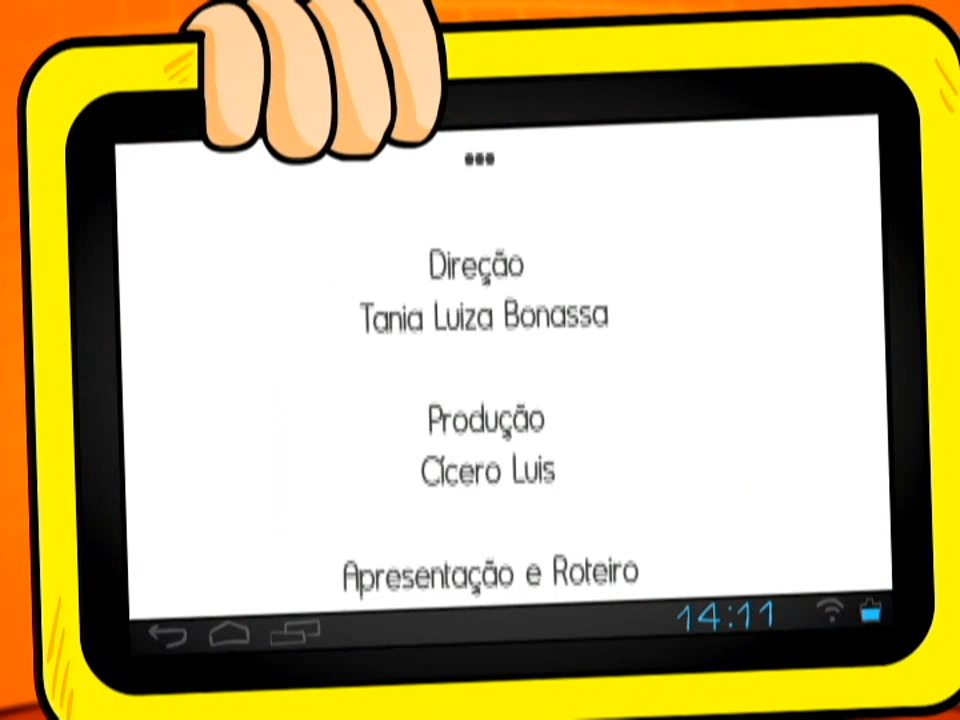 •••
Direção
Tania Luiza Bonassa
Produção
Cícero Luis
Apresentação e Roteiro
14:11